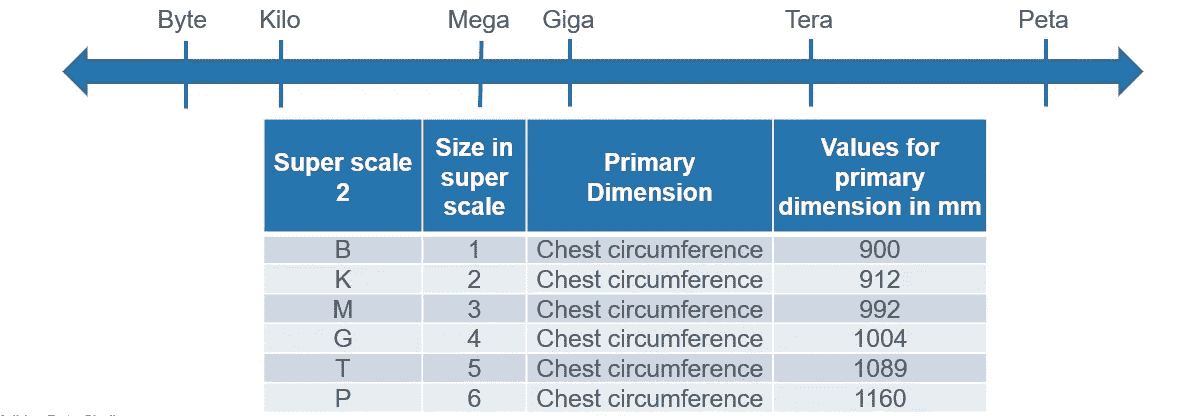 Byte Kilo Mega Giga Tera Peta
Super scale 2 Size in super scale Primary Dimension Values for primary dimension in mm
B 1 Chest circumference 900
K 2 Chest circumference 912
M 3 Chest circumference 992
G 4 Chest circumference 1004
T 5 Chest circumference 1089
P 6 Chest circumference 1160